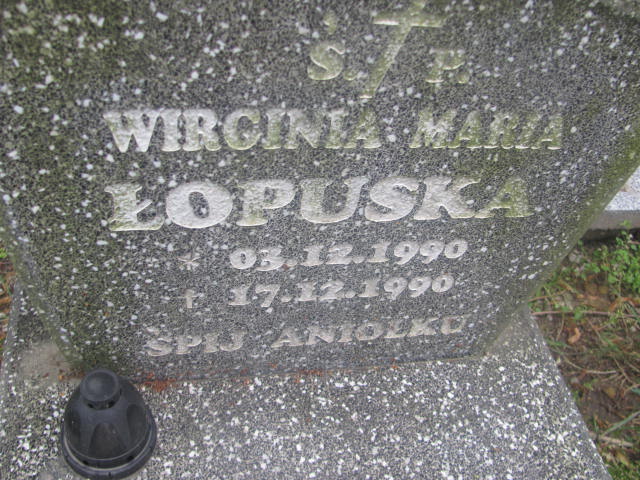 Ś. P.
WIRGINIA MARIA
ŁOPUSKA
* 03.12.1990
† 17.12.1990
ŚPIJ ANIOŁKU